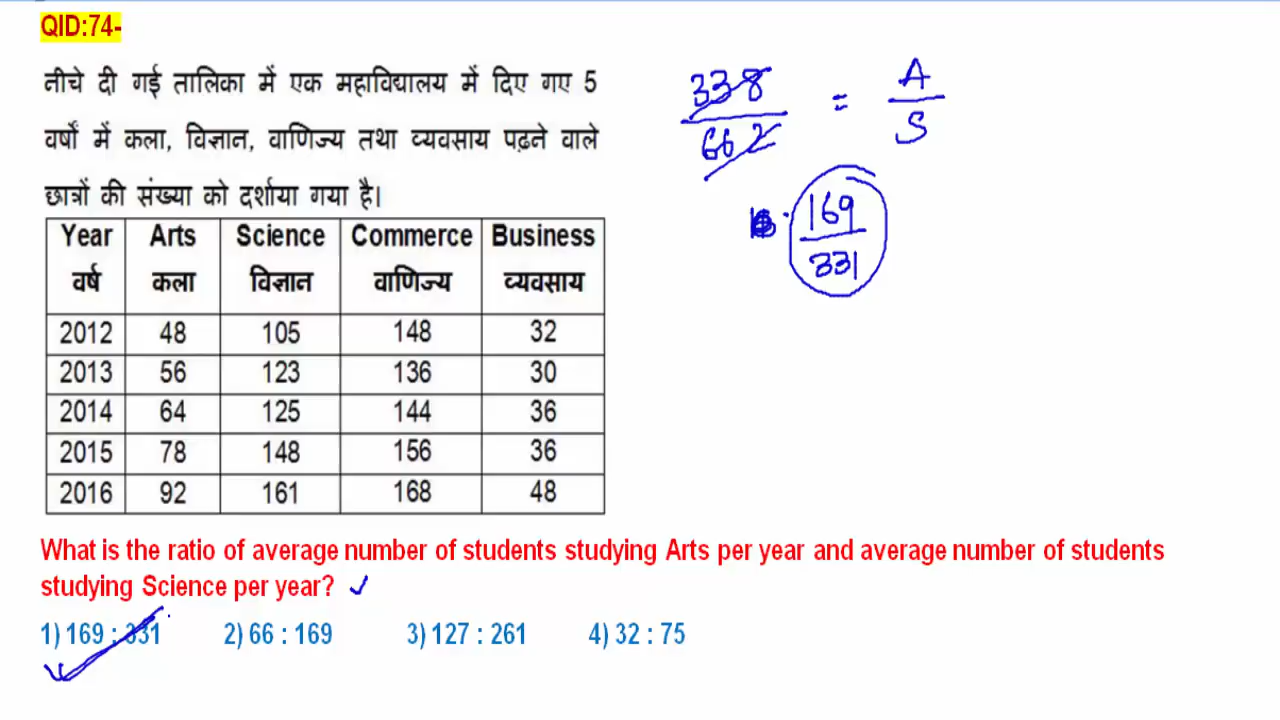 QID:74-
नीचे दी गई तालिका में एक महाविद्यालय में दिए गए 5
वर्षों में कला, विज्ञान, वाणिज्य तथा व्यवसाय पढ़ने वाले
छात्रों की संख्या को दर्शाया गया है।
Year Arts Science Commerce Business
वर्ष कला विज्ञान वाणिज्य व्यवसाय
2012 48 105 148 32
2013 56 123 136 30
2014 64 125 144 36
2015 78 148 156 36
2016 92 161 168 48
338
662
= A
S
169
331
What is the ratio of average number of students studying Arts per year and average number of students
studying Science per year?
1) 169 : 331 2) 66 : 169 3) 127 : 261 4) 32 : 75